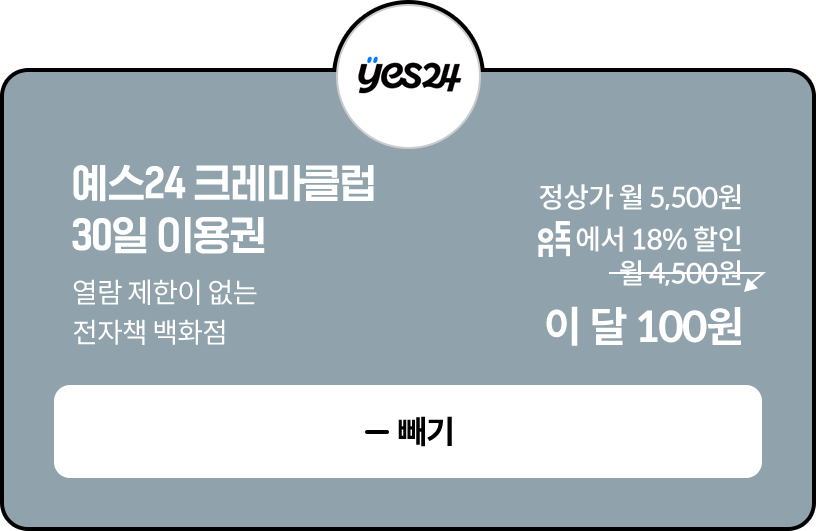 yes24
예스24 크레마클럽
30일 이용권
열람 제한이 없는
전자책 백화점
정상가 월 5,500원
유독에서 18% 할인
월 4,500원
이 달 100원
– 빼기